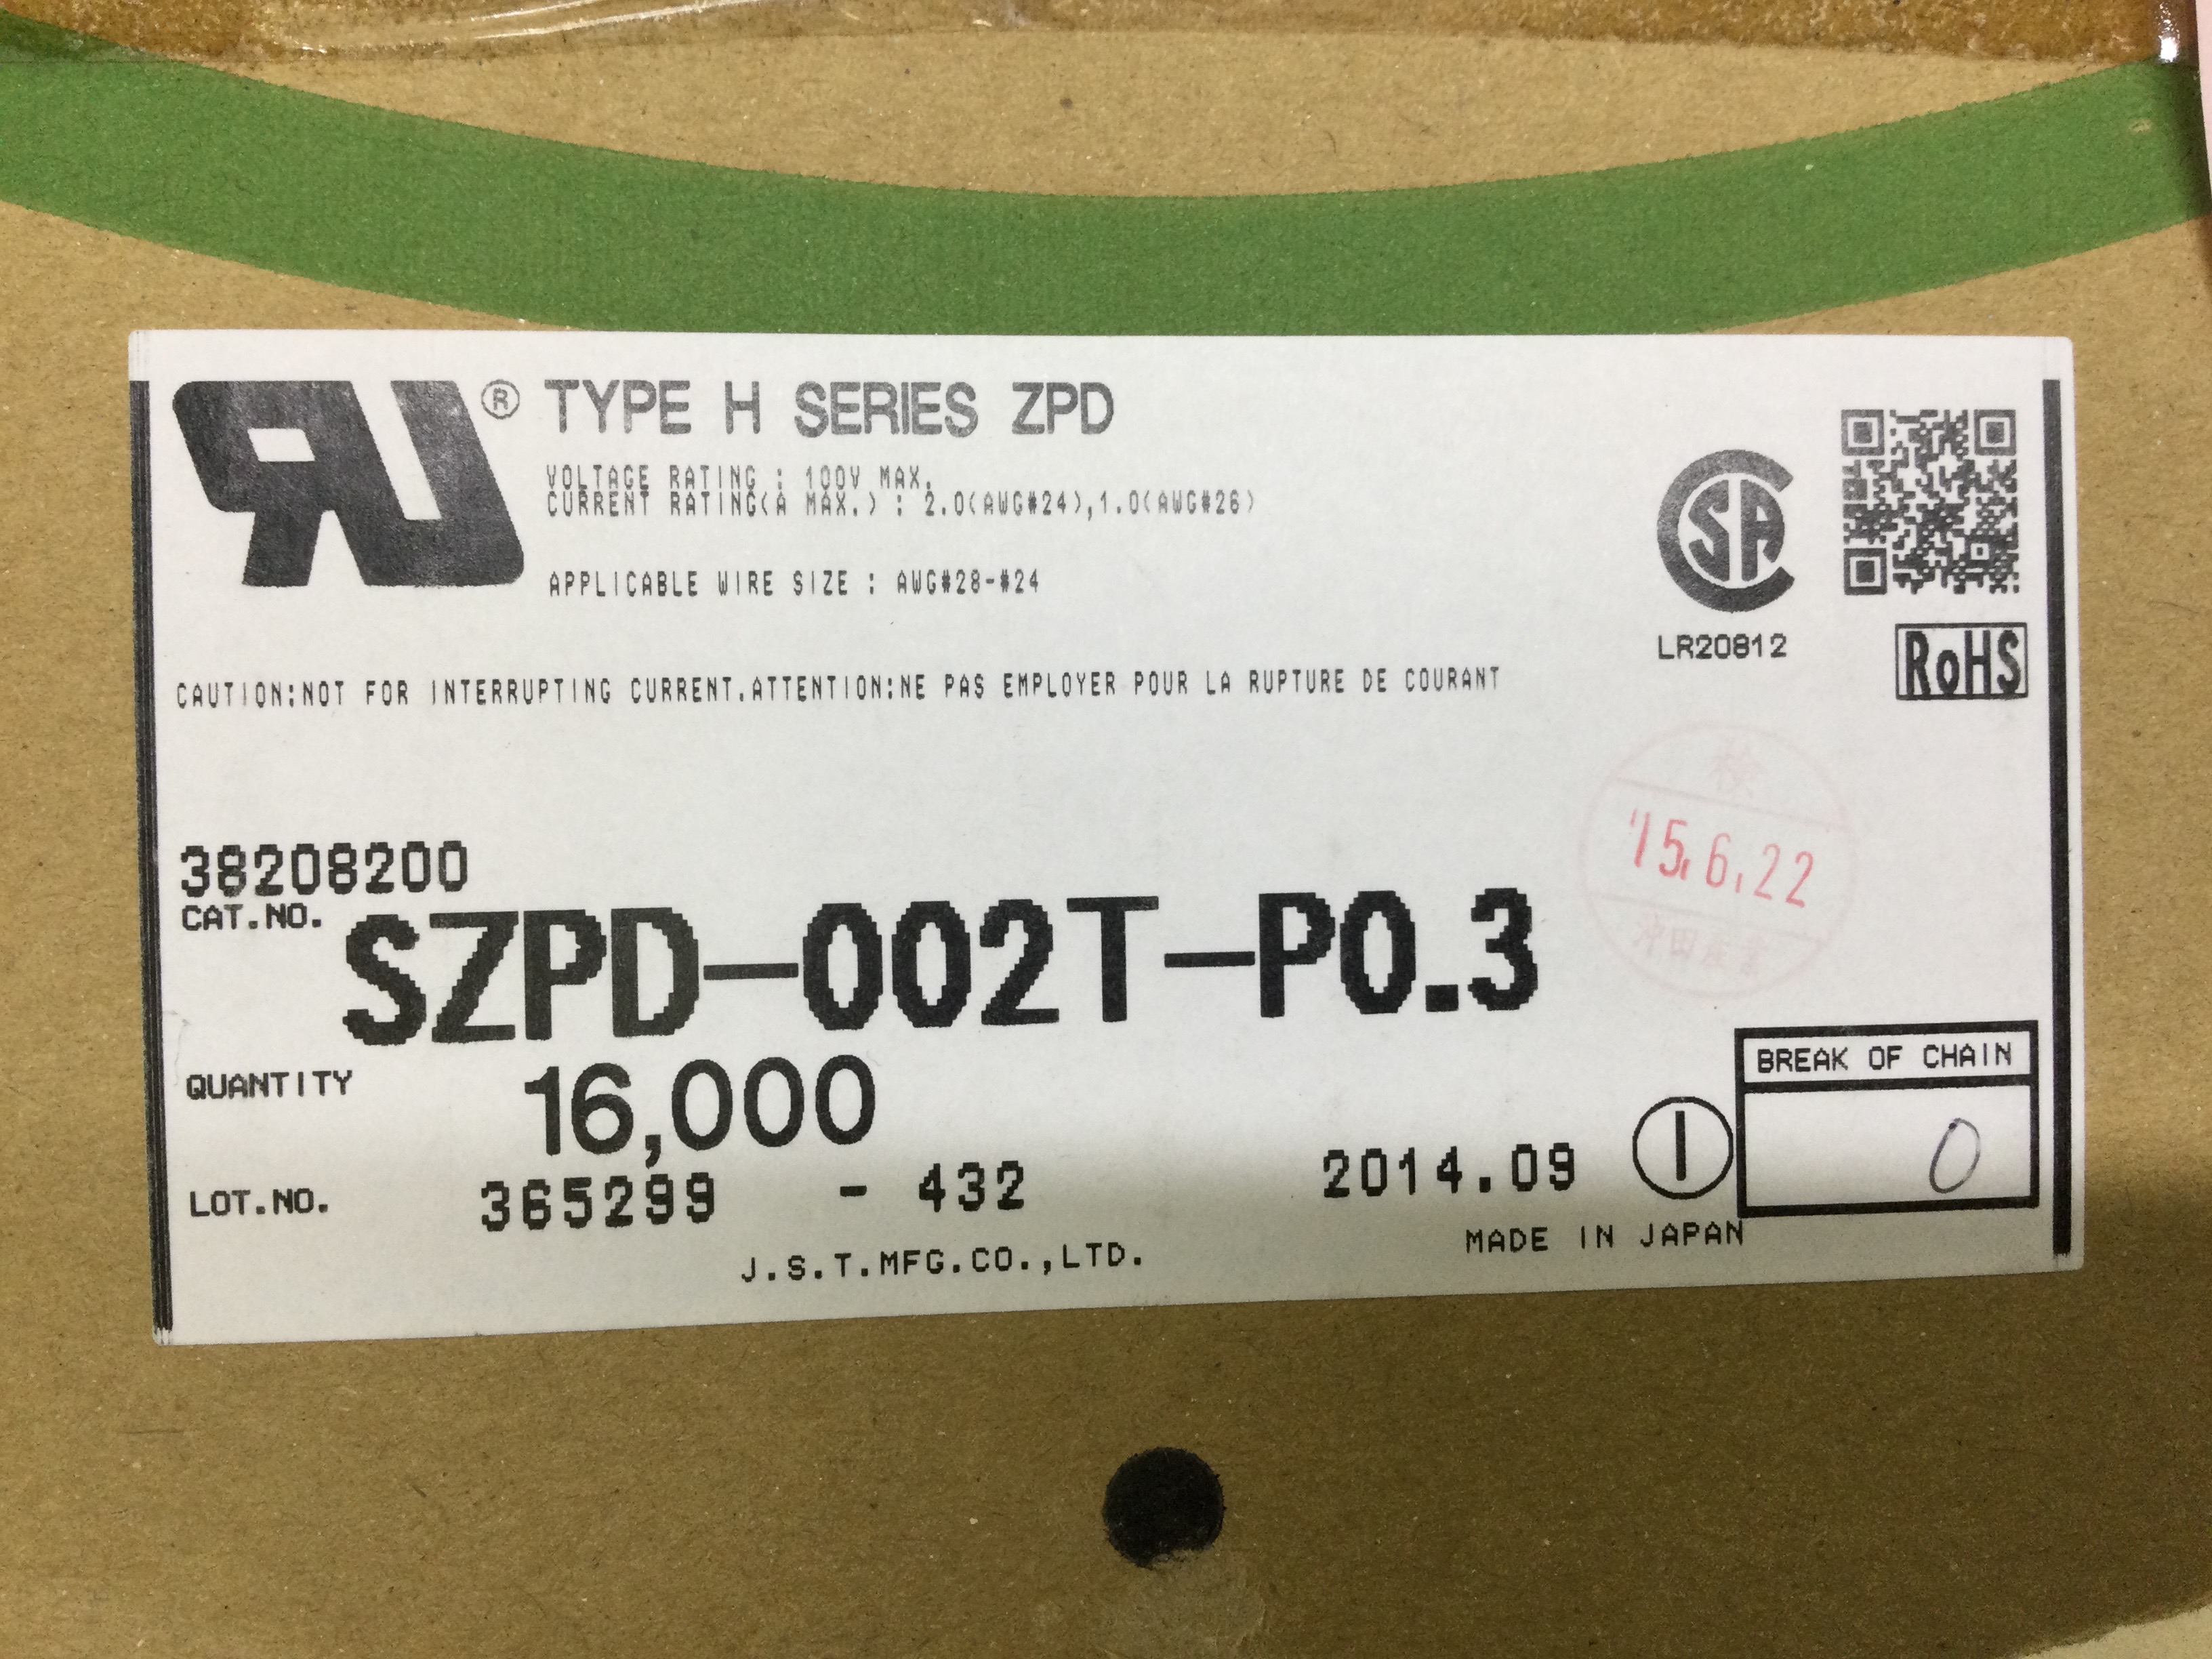 ® TYPE H SERIES ZPD
VOLTAGE RATING : 100V MAX.
CURRENT RATING(A MAX.) : 2.0(AWG#24),1.0(AWG#26)
APPLICABLE WIRE SIZE : AWG#28-#24
LR20812
RoHS
CAUTION:NOT FOR INTERRUPTING CURRENT.ATTENTION:NE PAS EMPLOYER POUR LA RUPTURE DE COURANT
検
'15.6.22
38208200
CAT.NO. SZPD-002T-P0.3
QUANTITY 16,000
BREAK OF CHAIN
0
LOT.NO. 365299 - 432 2014.09 1
MADE IN JAPAN
J.S.T.MFG.CO.,LTD.